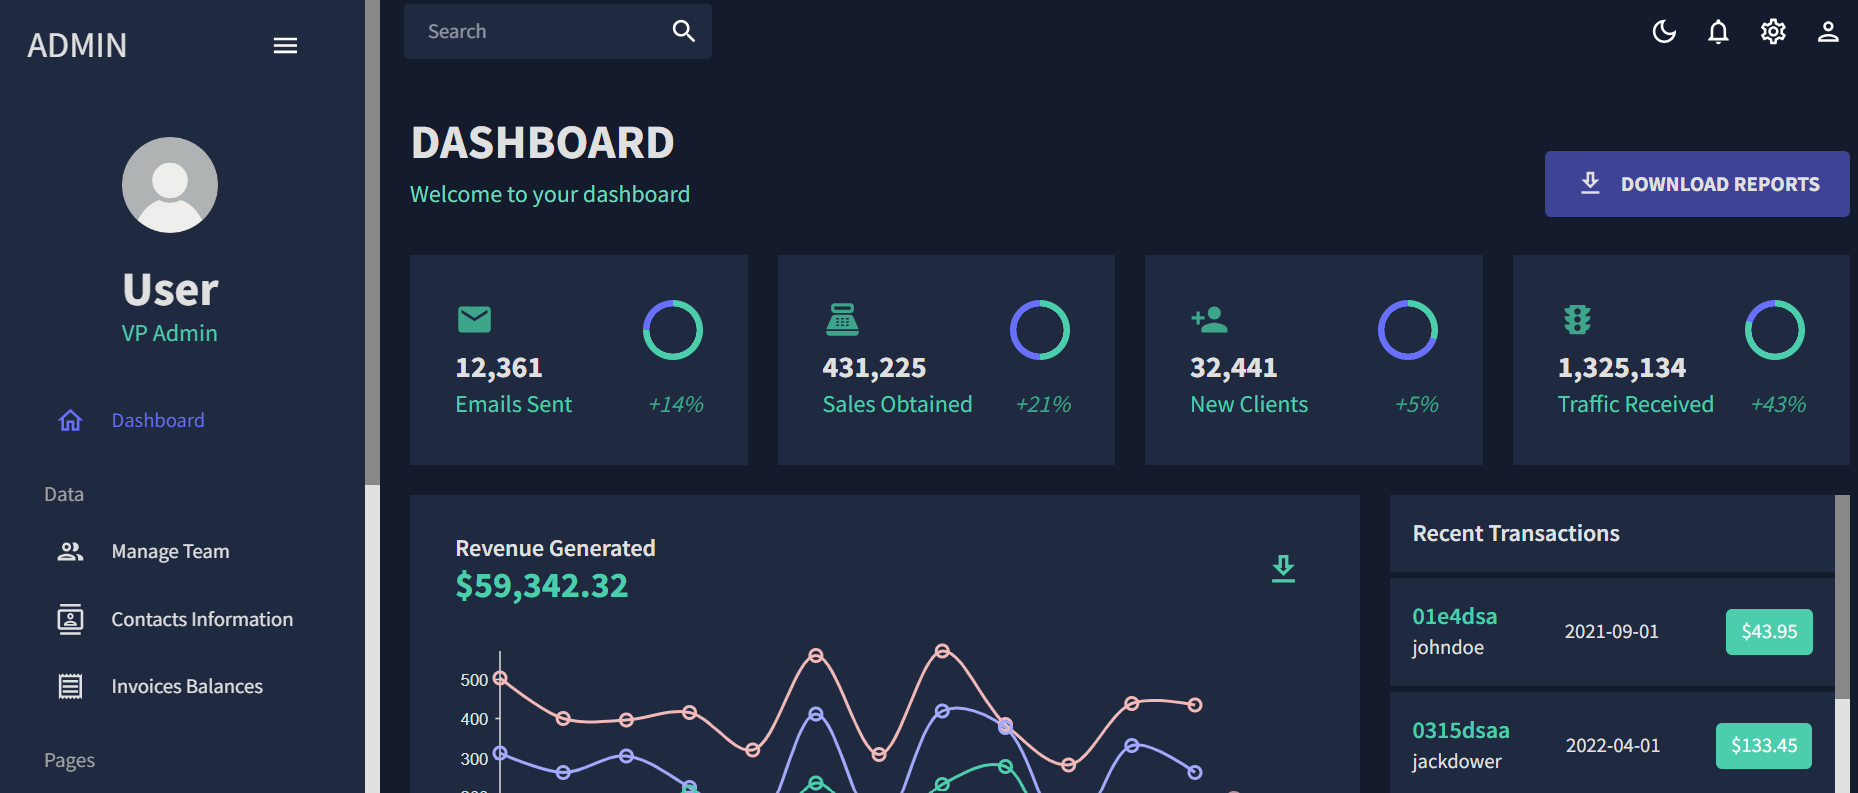 ADMIN
Search
User
VP Admin
Dashboard
Data
Manage Team
Contacts Information
Invoices Balances
Pages
DASHBOARD
Welcome to your dashboard
DOWNLOAD REPORTS
12,361
Emails Sent +14%
431,225
Sales Obtained +21%
32,441
New Clients +5%
1,325,134
Traffic Received +43%
Revenue Generated
$59,342.32
500
400
300
Recent Transactions
01e4dsa
johndoe
2021-09-01
$43.95
0315dsaa
jackdower
2022-04-01
$133.45